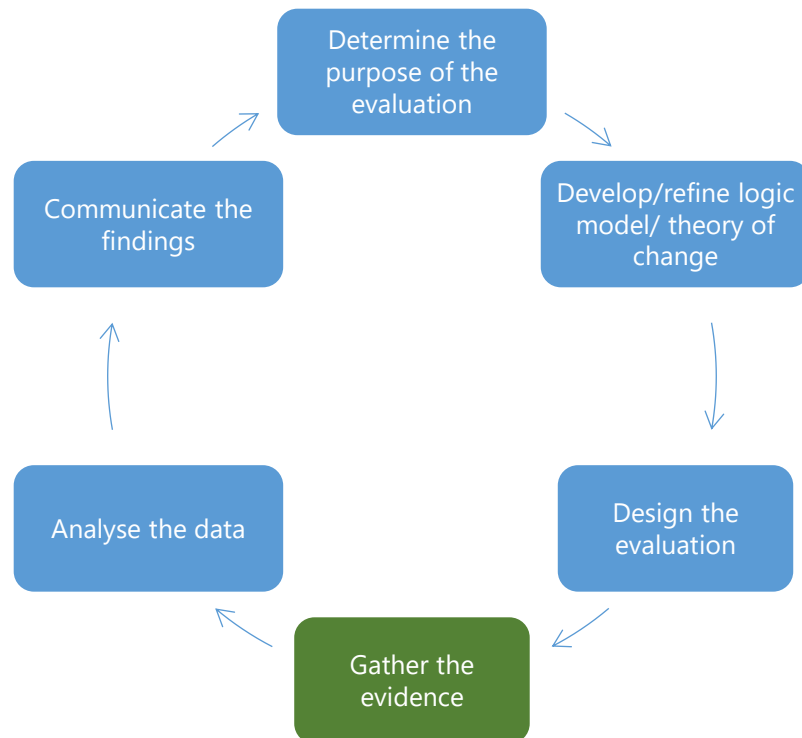 Determine the
purpose of the
evaluation
Develop/refine logic
model/ theory of
change
Design the
evaluation
Gather the
evidence
Analyse the data
Communicate the
findings